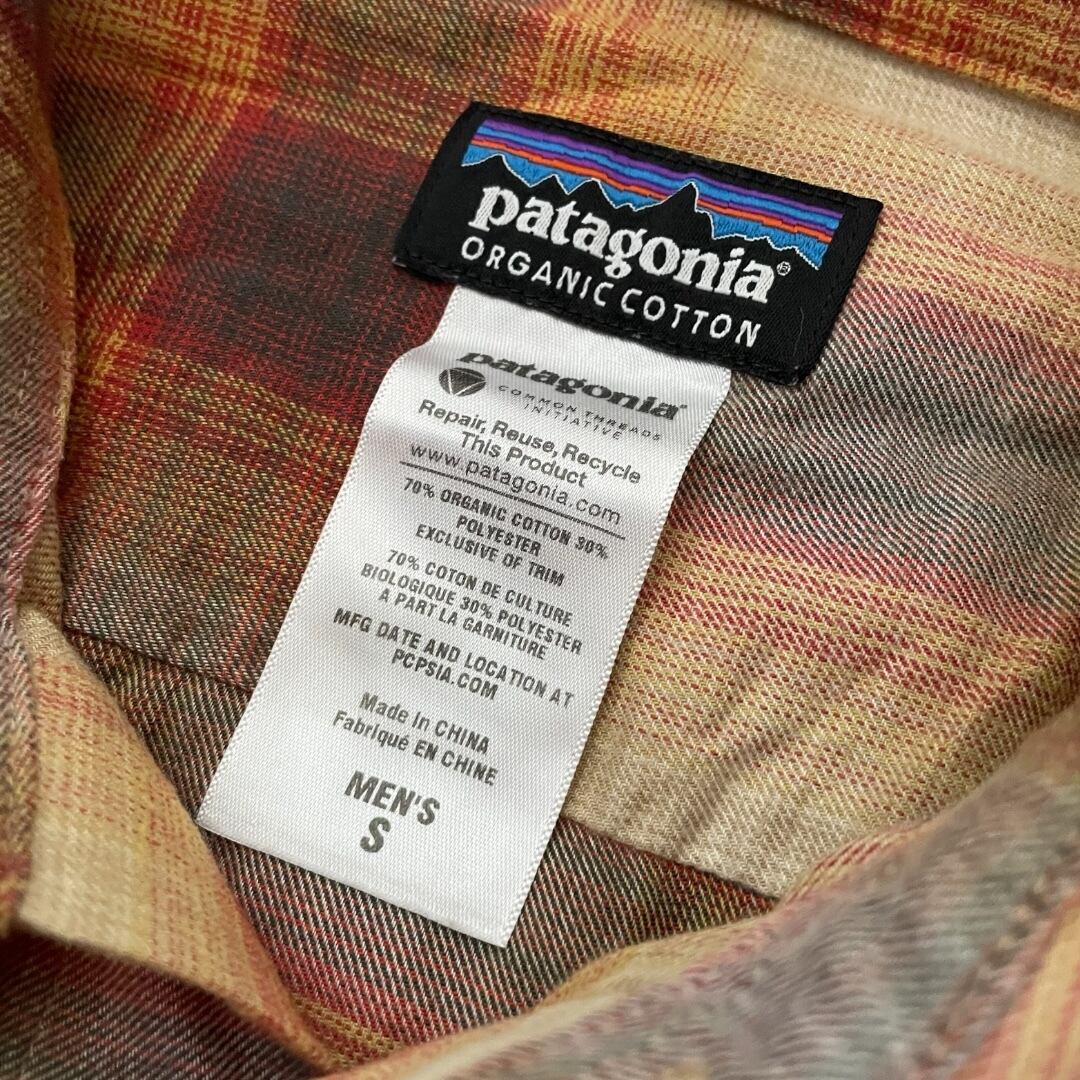 patagonia®
ORGANIC COTTON
patagonia®
COMMON THREADS
INITIATIVE
Repair, Reuse, Recycle
This Product
www.patagonia.com
70% ORGANIC COTTON 30%
POLYESTER
EXCLUSIVE OF TRIM
70% COTON DE CULTURE
BIOLOGIQUE 30% POLYESTER
A PART LA GARNITURE
MFG DATE AND LOCATION AT
PCPSIA.COM
Made In CHINA
Fabriqué EN CHINE
MEN'S
S